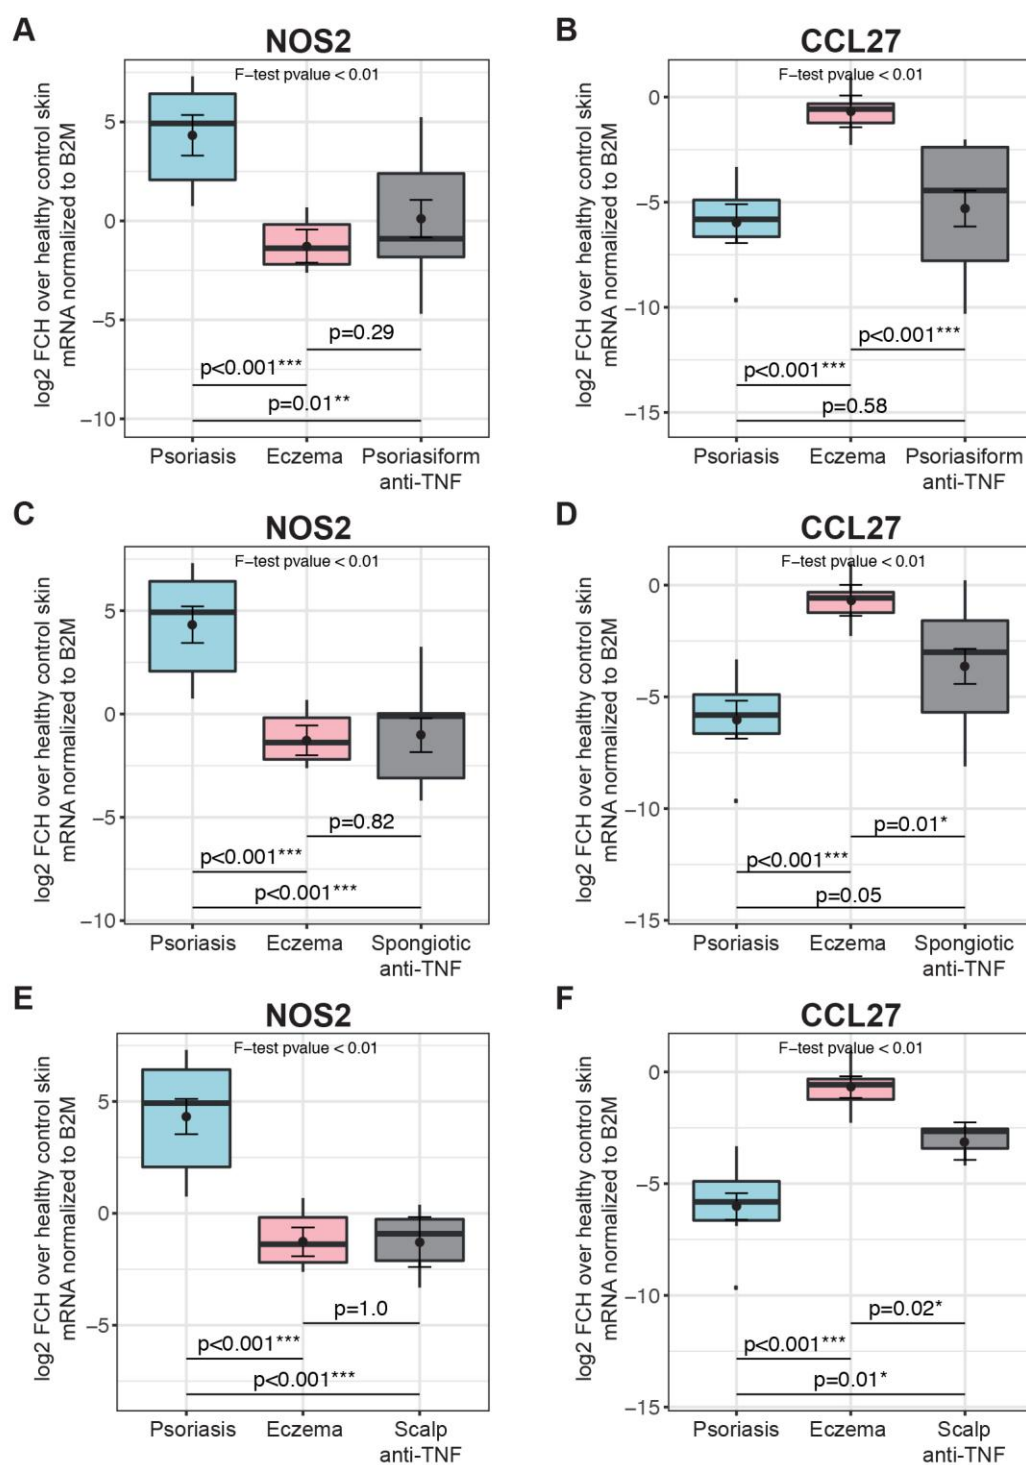 A
NOS2
F-test pvalue < 0.01
log2 FCH over healthy control skin
mRNA normalized to B2M
5
0
−5
−10
p=0.29
p<0.001***
p=0.01**
Psoriasis
Eczema
Psoriasiform
anti-TNF
B
CCL27
F-test pvalue < 0.01
log2 FCH over healthy control skin
mRNA normalized to B2M
0
−5
−10
−15
p<0.001***
p<0.001***
p=0.58
Psoriasis
Eczema
Psoriasiform
anti-TNF
C
NOS2
F-test pvalue < 0.01
log2 FCH over healthy control skin
mRNA normalized to B2M
5
0
−5
−10
p=0.82
p<0.001***
p<0.001***
Psoriasis
Eczema
Spongiotic
anti-TNF
D
CCL27
F-test pvalue < 0.01
log2 FCH over healthy control skin
mRNA normalized to B2M
0
−5
−10
−15
p=0.01*
p<0.001***
p=0.05
Psoriasis
Eczema
Spongiotic
anti-TNF
E
NOS2
F-test pvalue < 0.01
log2 FCH over healthy control skin
mRNA normalized to B2M
5
0
−5
p=1.0
p<0.001***
p<0.001***
Psoriasis
Eczema
Scalp
anti-TNF
F
CCL27
F-test pvalue < 0.01
log2 FCH over healthy control skin
mRNA normalized to B2M
0
−5
−10
−15
p=0.02*
p<0.001***
p=0.01*
Psoriasis
Eczema
Scalp
anti-TNF